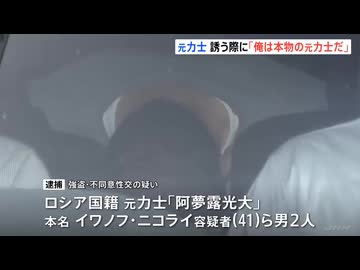 元力士 誘う際に「俺は本物の元力士だ」
逮捕 強盗・不同意性交の疑い
ロシア国籍 元力士「阿夢露光大」
本名 イワノフ・ニコライ容疑者(41)ら男2人